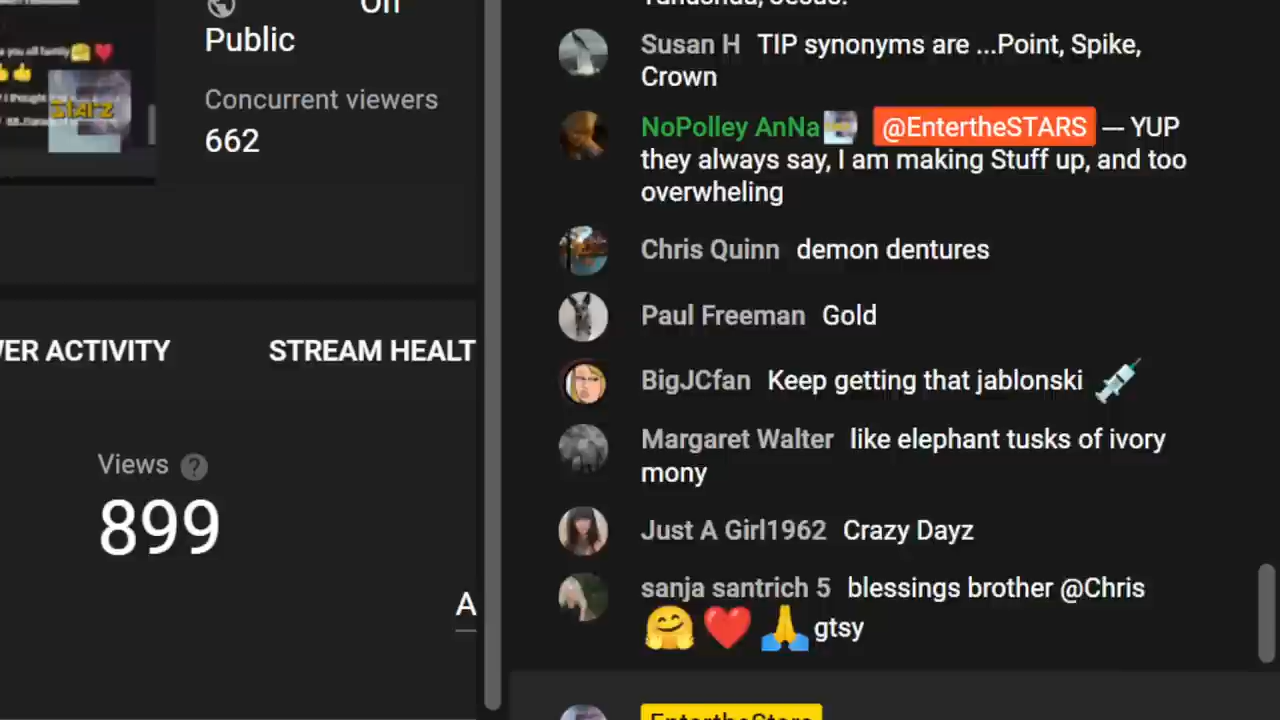 Off
Public
Concurrent viewers
662
STARZ
VER ACTIVITY
STREAM HEALT
Views ?
899
A
Susan H TIP synonyms are ...Point, Spike,
Crown
NoPolley AnNa @EntertheSTARS — YUP
they always say, I am making Stuff up, and too
overwheling
Chris Quinn demon dentures
Paul Freeman Gold
BigJCfan Keep getting that jablonski
Margaret Walter like elephant tusks of ivory
mony
Just A Girl1962 Crazy Dayz
sanja santrich 5 blessings brother @Chris
gtsy
EntertheStars